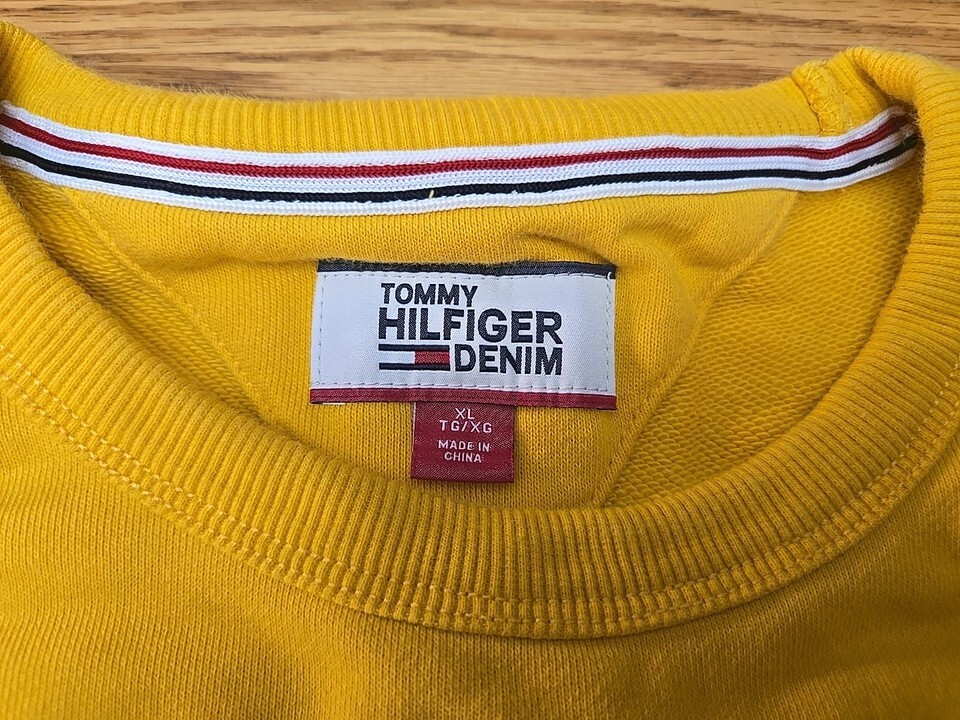 TOMMY
HILFIGER
DENIM
XL
TG/XG
MADE IN
CHINA